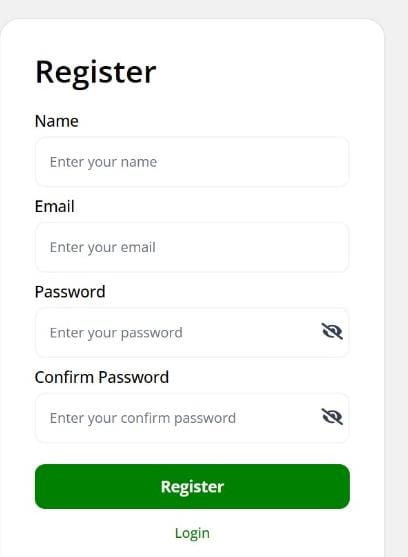 Register
Name
Enter your name
Email
Enter your email
Password
Enter your password
Confirm Password
Enter your confirm password
Register
Login